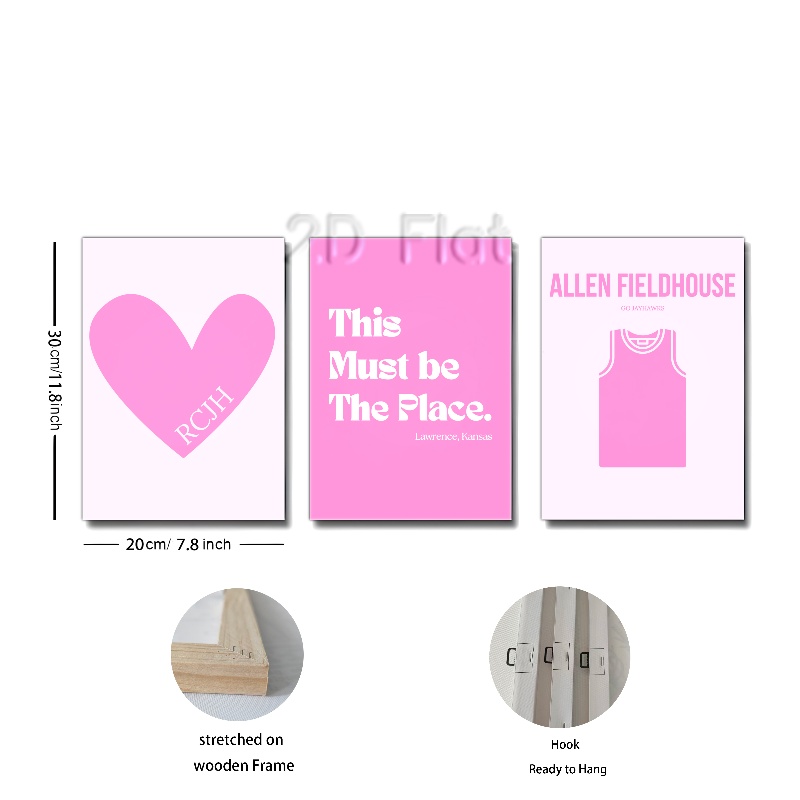 2D Flat
ALLEN FIELDHOUSE
GO JAYHAWKS
This
Must be
The Place.
Lawrence, Kansas
RCJH
30cm/11.8inch
20cm/ 7.8 inch
stretched on
wooden Frame
Hook
Ready to Hang